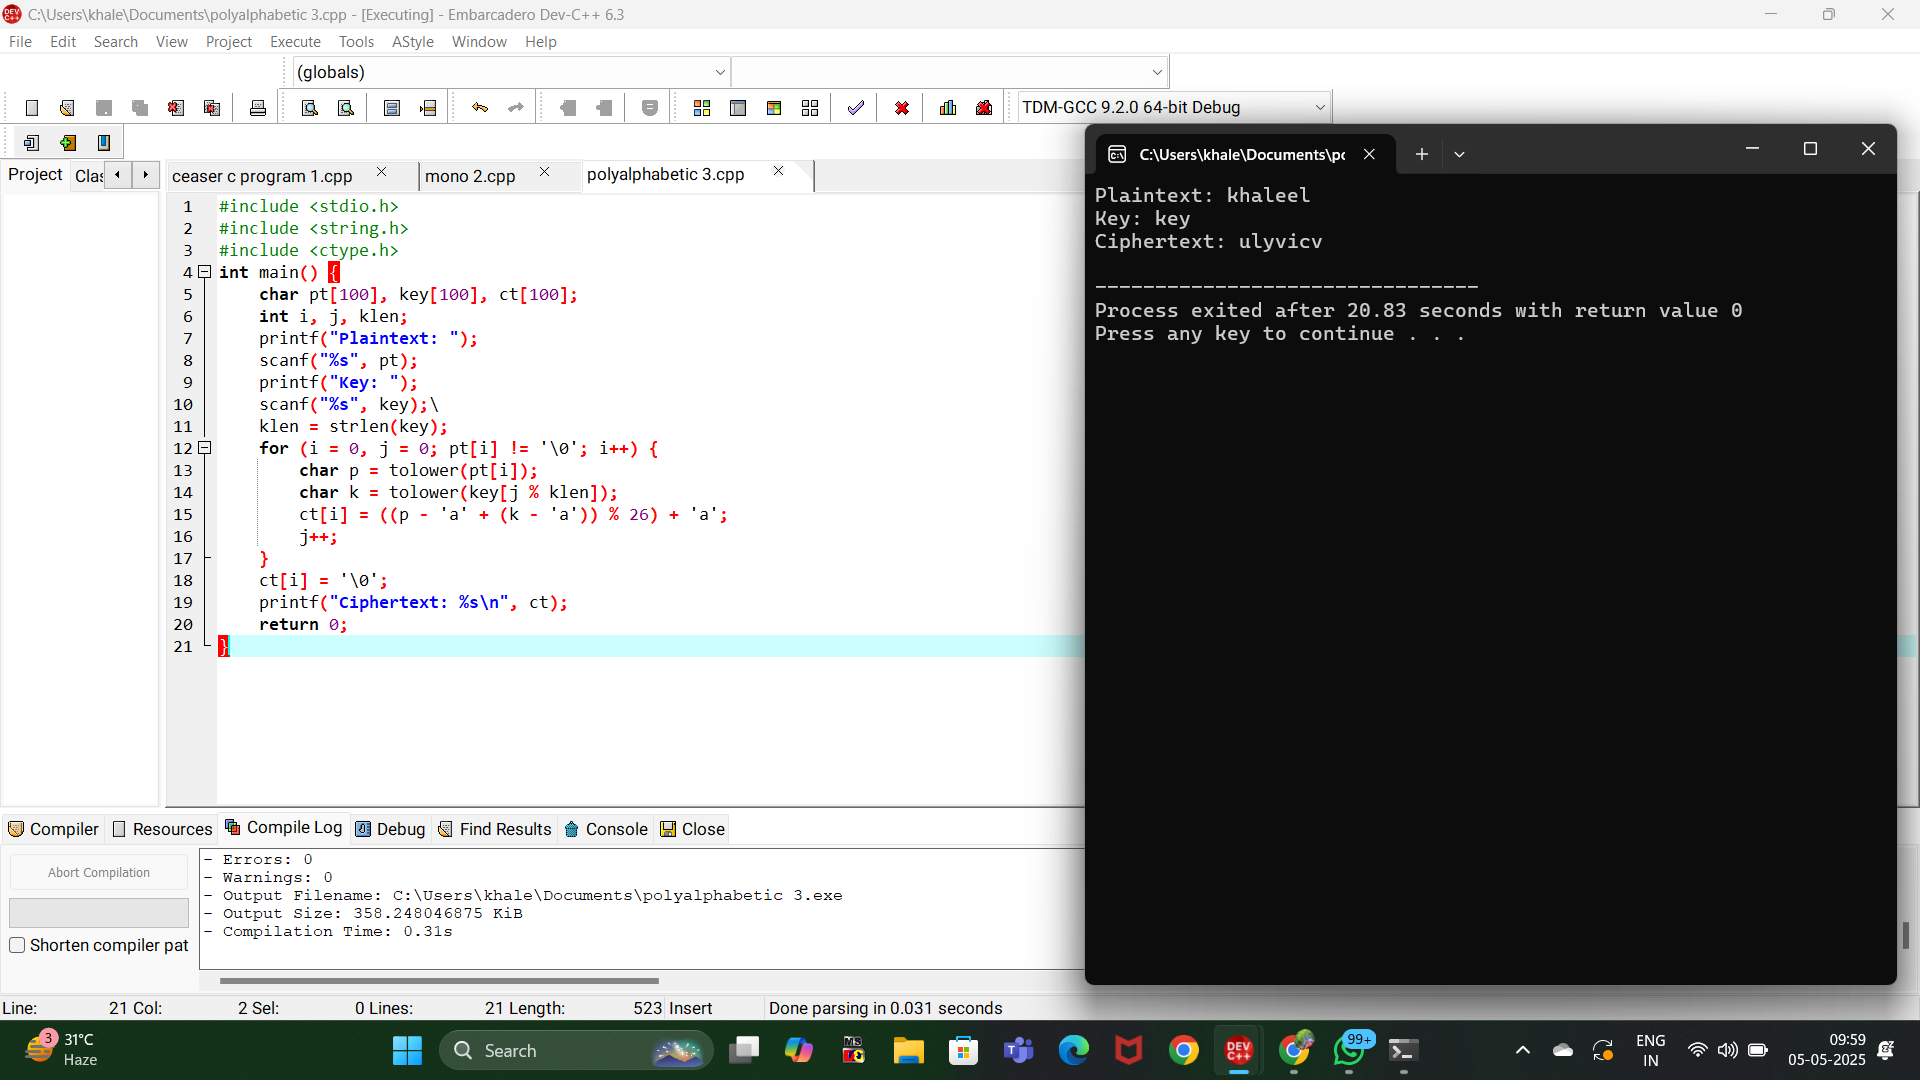 C:\Users\khale\Documents\polyalphabetic 3.cpp - [Executing] - Embarcadero Dev-C++ 6.3
File Edit Search View Project Execute Tools AStyle Window Help
(globals)
TDM-GCC 9.2.0 64-bit Debug
Project Clas
ceaser c program 1.cpp mono 2.cpp polyalphabetic 3.cpp
1 #include <stdio.h>
2 #include <string.h>
3 #include <ctype.h>
4 int main() {
5 char pt[100], key[100], ct[100];
6 int i, j, klen;
7 printf("Plaintext: ");
8 scanf("%s", pt);
9 printf("Key: ");
10 scanf("%s", key);\
11 klen = strlen(key);
12 for (i = 0, j = 0; pt[i] != '\0'; i++) {
13 char p = tolower(pt[i]);
14 char k = tolower(key[j % klen]);
15 ct[i] = ((p - 'a' + (k - 'a')) % 26) + 'a';
16 j++;
17 }
18 ct[i] = '\0';
19 printf("Ciphertext: %s\n", ct);
20 return 0;
21 }
C:\Users\khale\Documents\pc
Plaintext: khaleel
Key: key
Ciphertext: ulyvicv
--------------------------------
Process exited after 20.83 seconds with return value 0
Press any key to continue . . .
Compiler Resources Compile Log Debug Find Results Console Close
Abort Compilation
Shorten compiler pat
- Errors: 0
- Warnings: 0
- Output Filename: C:\Users\khale\Documents\polyalphabetic 3.exe
- Output Size: 358.248046875 KiB
- Compilation Time: 0.31s
Line: 21 Col: 2 Sel: 0 Lines: 21 Length: 523 Insert Done parsing in 0.031 seconds
3
31°C
Haze
Search
MS
DEV
C++
99+
ENG
IN
09:59
05-05-2025